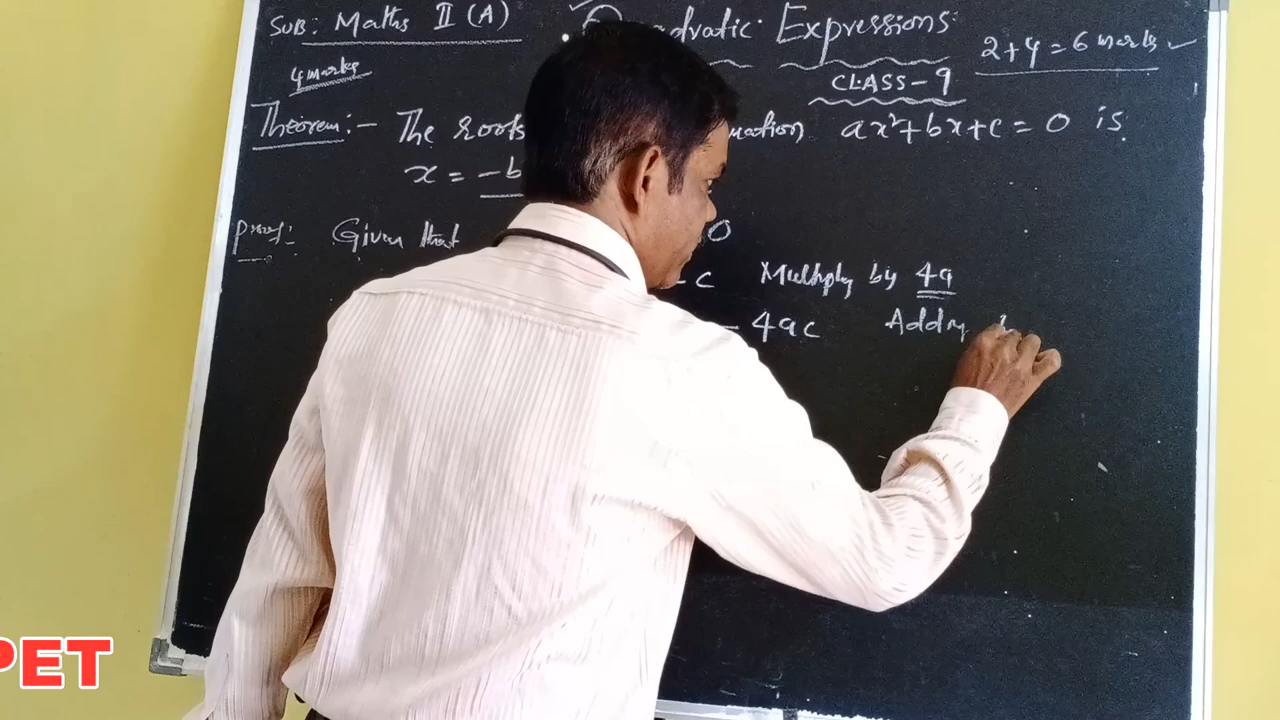 SUB: Maths II (A) Quadratic Expressions
2+4=6 marks
4 marks
CLASS-9
Theorem:- The roots uation ax²+bx+c=0 is
x = -b
Proof: Given that 0
- c Multiply by 4a
- 4ac Adding
PET